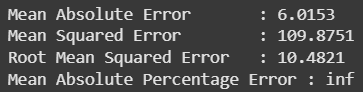 Mean Absolute Error : 6.0153
Mean Squared Error : 109.8751
Root Mean Squared Error : 10.4821
Mean Absolute Percentage Error : inf